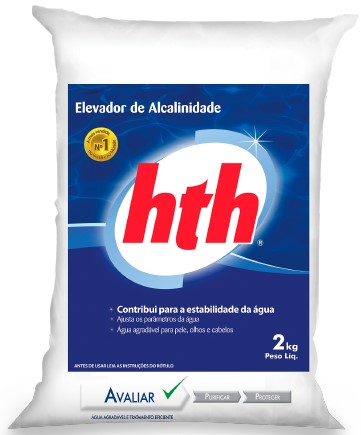 Elevador de Alcalinidade
Nº1
hth®
+ Contribui para a estabilidade da água
+ Ajusta os parâmetros da água
+ Água agradável para pele, olhos e cabelos
2kg
Peso Líq.
ANTES DE USAR LEIA AS INSTRUÇÕES DO RÓTULO
AVALIAR PURIFICAR PROTEGER
ÁGUA AGRADÁVEL E TRATAMENTO EFICIENTE